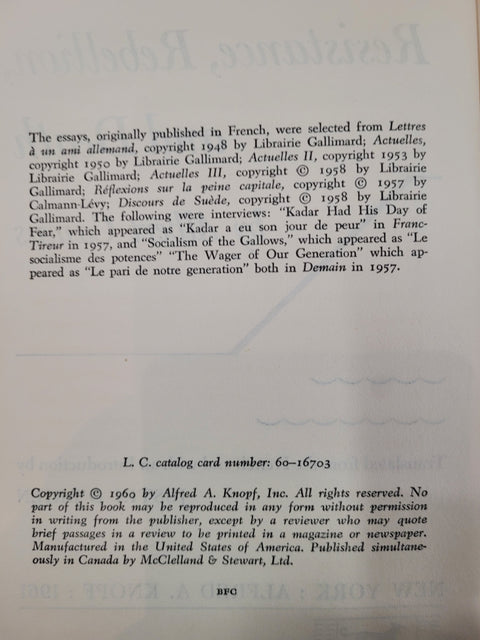 Resistance, Rebellion,
The essays, originally published in French, were selected from Lettres
à un ami allemand, copyright 1948 by Librairie Gallimard; Actuelles,
copyright 1950 by Librairie Gallimard; Actuelles II, copyright 1953 by
Librairie Gallimard; Actuelles III, copyright © 1958 by Librairie
Gallimard; Réflexions sur la peine capitale, copyright © 1957 by
Calmann-Lévy; Discours de Suède, copyright © 1958 by Librairie
Gallimard. The following were interviews: "Kadar Had His Day of
Fear," which appeared as "Kadar a eu son jour de peur" in Franc-
Tireur in 1957, and "Socialism of the Gallows," which appeared as "Le
socialisme des potences" "The Wager of Our Generation" which ap-
peared as "Le pari de notre generation" both in Demain in 1957.
L. C. catalog card number: 60-16703
Copyright © 1960 by Alfred A. Knopf, Inc. All rights reserved. No
part of this book may be reproduced in any form without permission
in writing from the publisher, except by a reviewer who may quote
brief passages in a review to be printed in a magazine or newspaper.
Manufactured in the United States of America. Published simultane-
ously in Canada by McClelland & Stewart, Ltd.
NEW YORK : ALFRED A. KNOPF : 1961
BFC